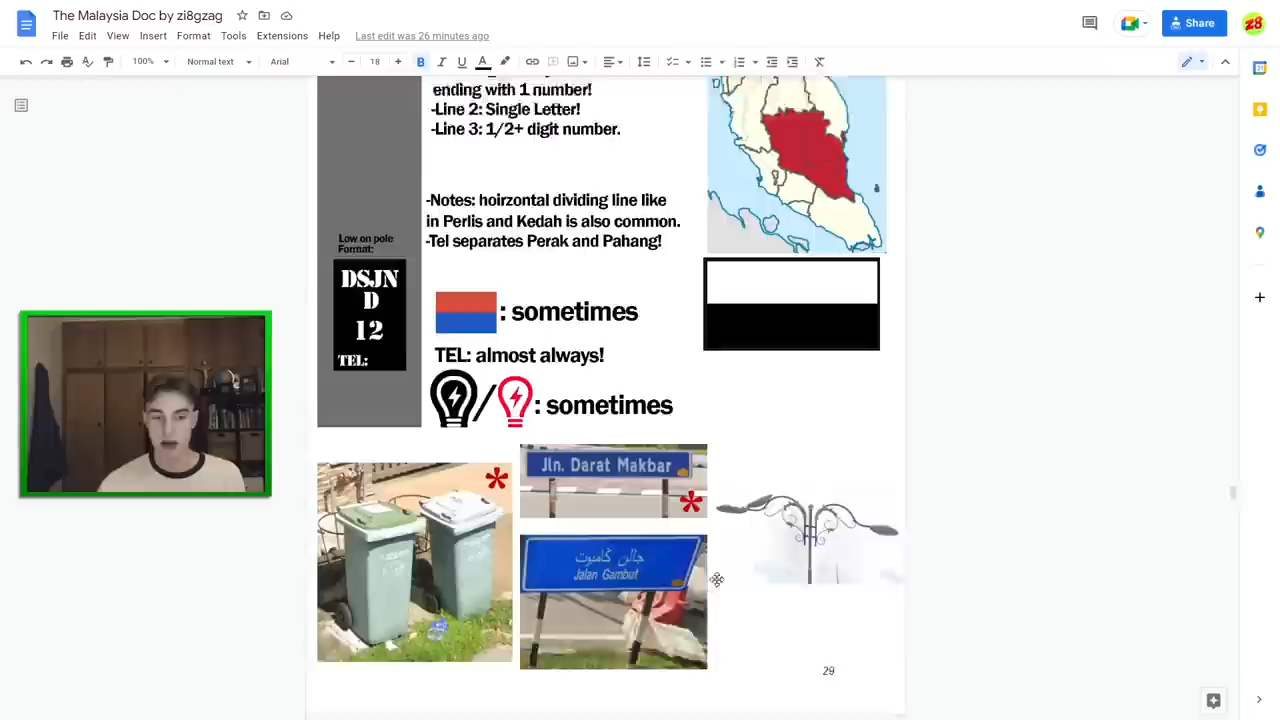 The Malaysia Doc by zi8gzag
File Edit View Insert Format Tools Extensions Help Last edit was 26 minutes ago
Share
z8
100% Normal text Arial 18
ending with 1 number!
-Line 2: Single Letter!
-Line 3: 1/2+ digit number.
-Notes: hoirzontal dividing line like
in Perlis and Kedah is also common.
-Tel separates Perak and Pahang!
Low on pole
Format:
DSJN
D
12
TEL:
: sometimes
TEL: almost always!
/ : sometimes
*
Jln. Darat Makbar
*
جالن ڬامبوت
Jalan Gambut
29